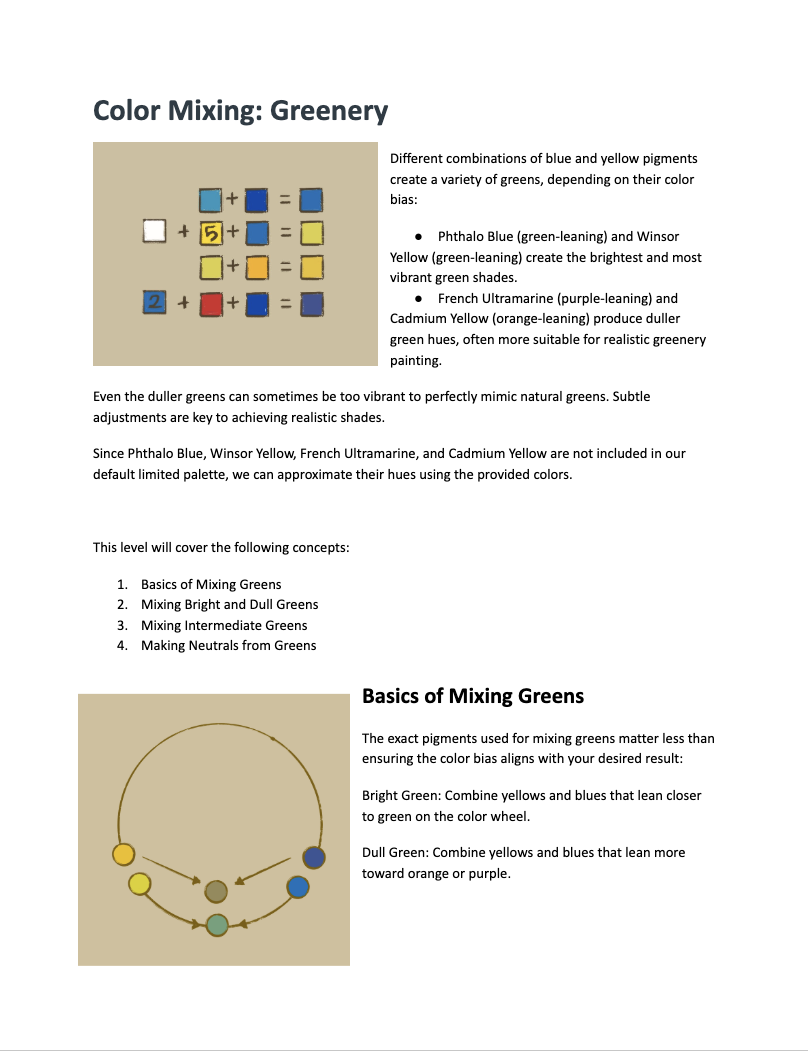 Color Mixing: Greenery
+ =
+ 5 + =
+ =
2 + + =
Different combinations of blue and yellow pigments
create a variety of greens, depending on their color
bias:
● Phthalo Blue (green-leaning) and Winsor
Yellow (green-leaning) create the brightest and most
vibrant green shades.
● French Ultramarine (purple-leaning) and
Cadmium Yellow (orange-leaning) produce duller
green hues, often more suitable for realistic greenery
painting.
Even the duller greens can sometimes be too vibrant to perfectly mimic natural greens. Subtle
adjustments are key to achieving realistic shades.
Since Phthalo Blue, Winsor Yellow, French Ultramarine, and Cadmium Yellow are not included in our
default limited palette, we can approximate their hues using the provided colors.
This level will cover the following concepts:
1. Basics of Mixing Greens
2. Mixing Bright and Dull Greens
3. Mixing Intermediate Greens
4. Making Neutrals from Greens
Basics of Mixing Greens
The exact pigments used for mixing greens matter less than
ensuring the color bias aligns with your desired result:
Bright Green: Combine yellows and blues that lean closer
to green on the color wheel.
Dull Green: Combine yellows and blues that lean more
toward orange or purple.